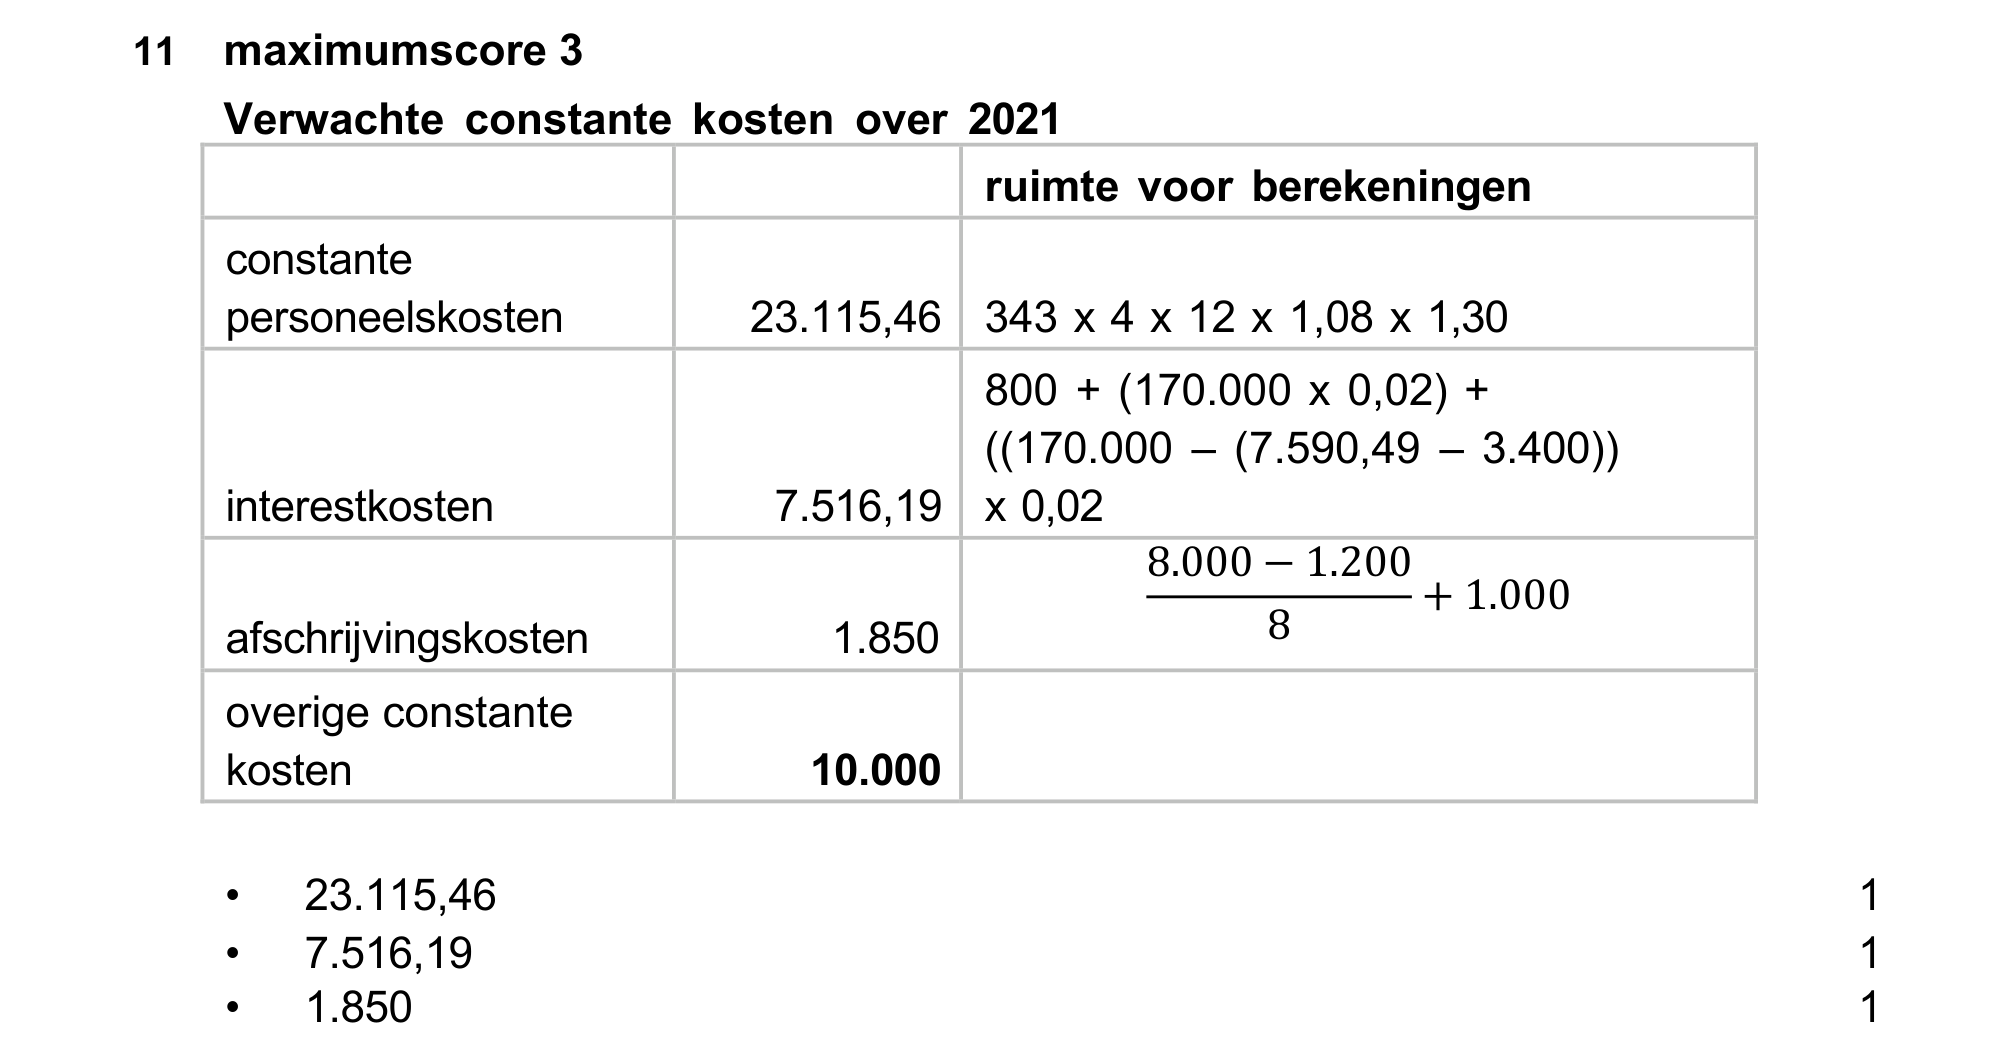 11 maximumscore 3
Verwachte constante kosten over 2021
ruimte voor berekeningen
constante
personeelskosten 23.115,46 343 x 4 x 12 x 1,08 x 1,30
800 + (170.000 x 0,02) +
((170.000 – (7.590,49 – 3.400))
interestkosten 7.516,19 x 0,02
8.000 − 1.200
8
+ 1.000
afschrijvingskosten 1.850
overige constante
kosten 10.000
• 23.115,46 1
• 7.516,19 1
• 1.850 1